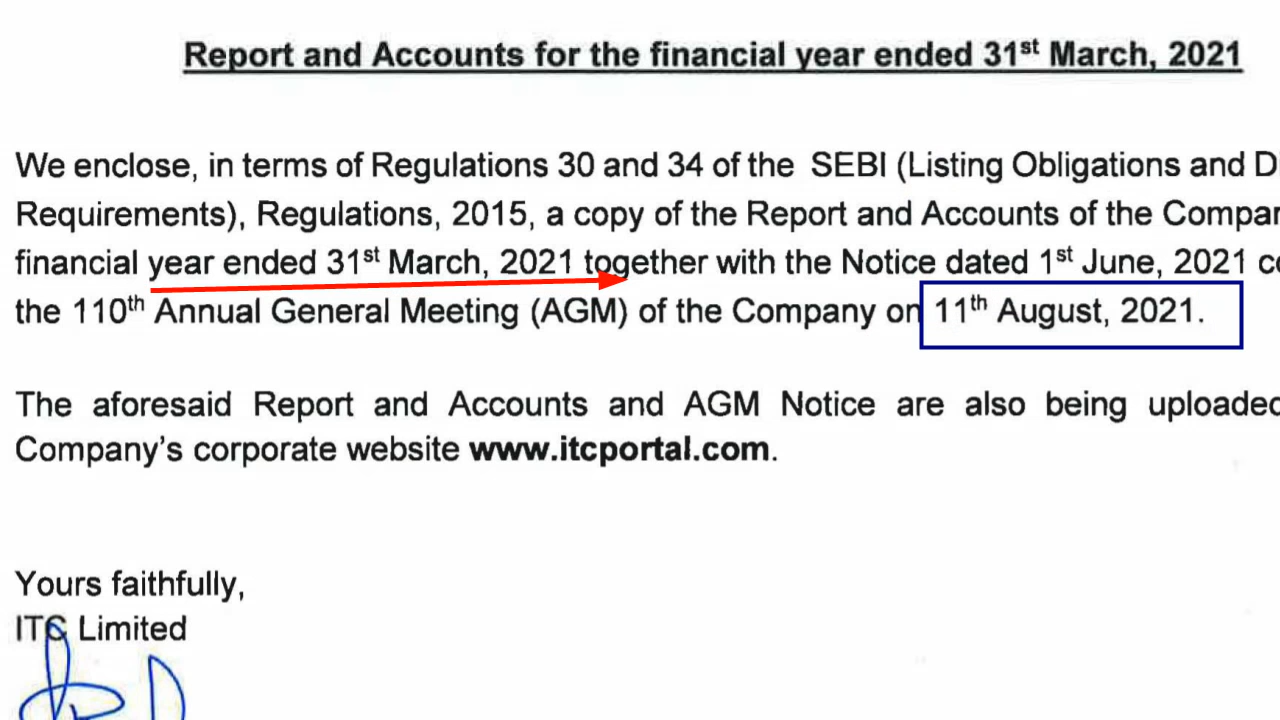 Report and Accounts for the financial year ended 31st March, 2021
We enclose, in terms of Regulations 30 and 34 of the SEBI (Listing Obligations and
Requirements), Regulations, 2015, a copy of the Report and Accounts of the
financial year ended 31st March, 2021 together with the Notice dated 1st June, 2021
the 110th Annual General Meeting (AGM) of the Company on 11th August, 2021.
The aforesaid Report and Accounts and AGM Notice are also being uploaded
Company's corporate website www.itcportal.com.
Yours faithfully,
ITC Limited